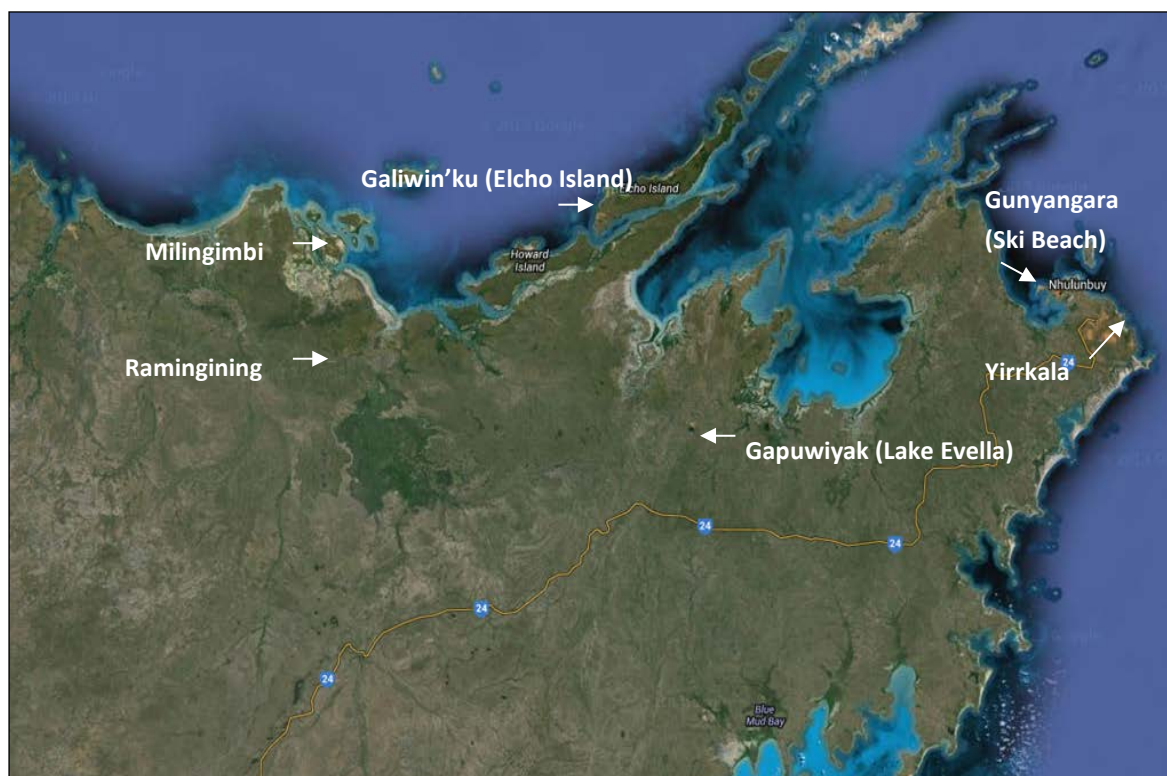 Galiwin’ku (Elcho Island)
Elcho Island
Gunyangara
(Ski Beach)
Milingimbi
Howard
Island
Nhulunbuy
Ramingining
24
Yirrkala
Gapuwiyak (Lake Evella)
24
24
24
24
Blue
Mud Bay